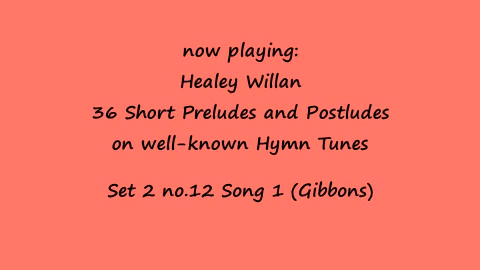 now playing:
Healey Willan
36 Short Preludes and Postludes
on well-known Hymn Tunes
Set 2 no.12 Song 1 (Gibbons)